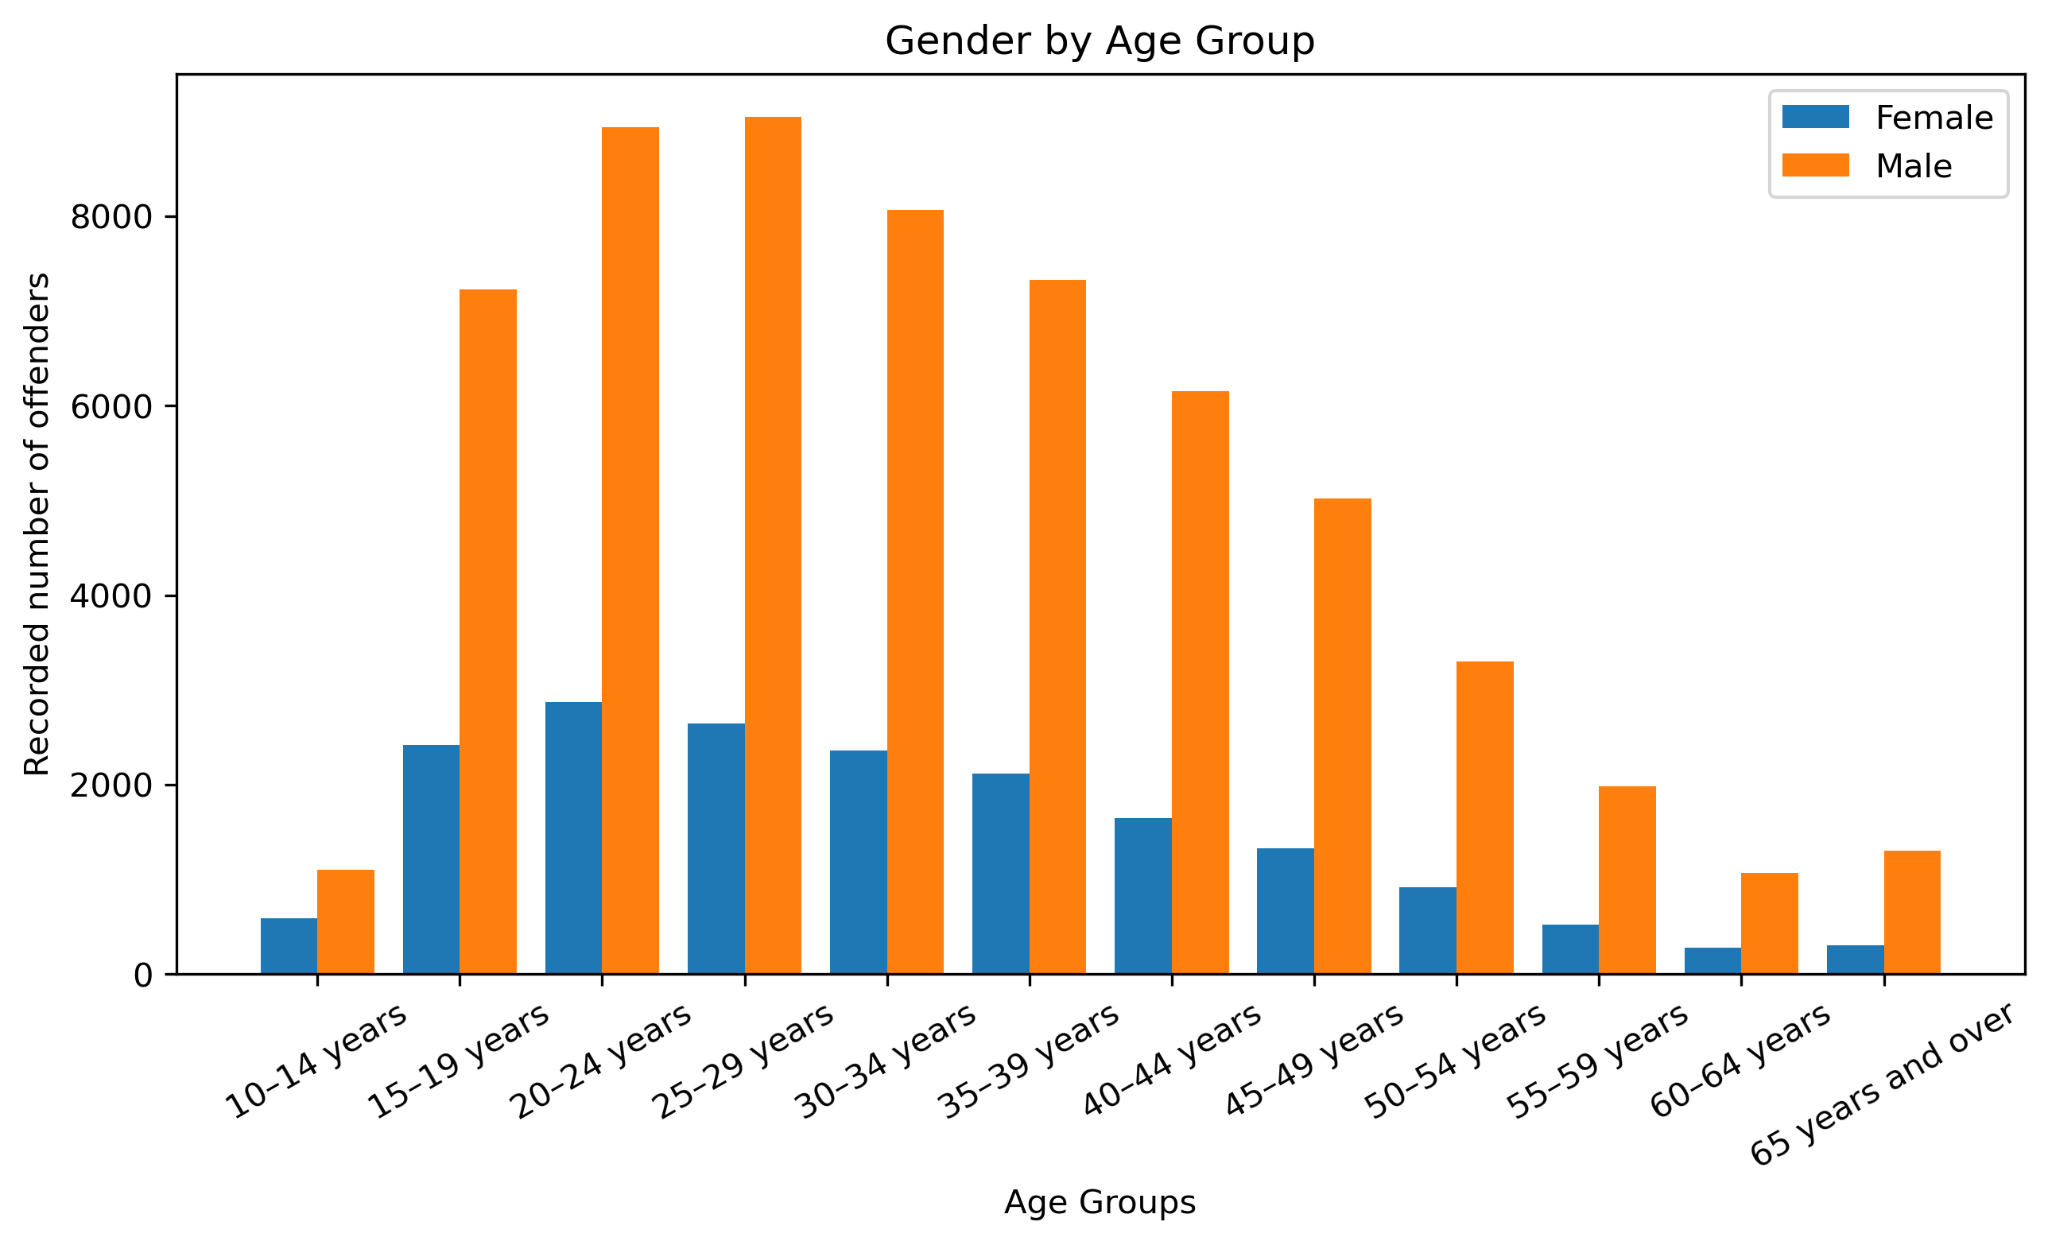 Gender by Age Group
Female
Male
Recorded number of offenders
8000
6000
4000
2000
0
10–14 years
15–19 years
20–24 years
25–29 years
30–34 years
35–39 years
40–44 years
45–49 years
50–54 years
55–59 years
60–64 years
65 years and over
Age Groups